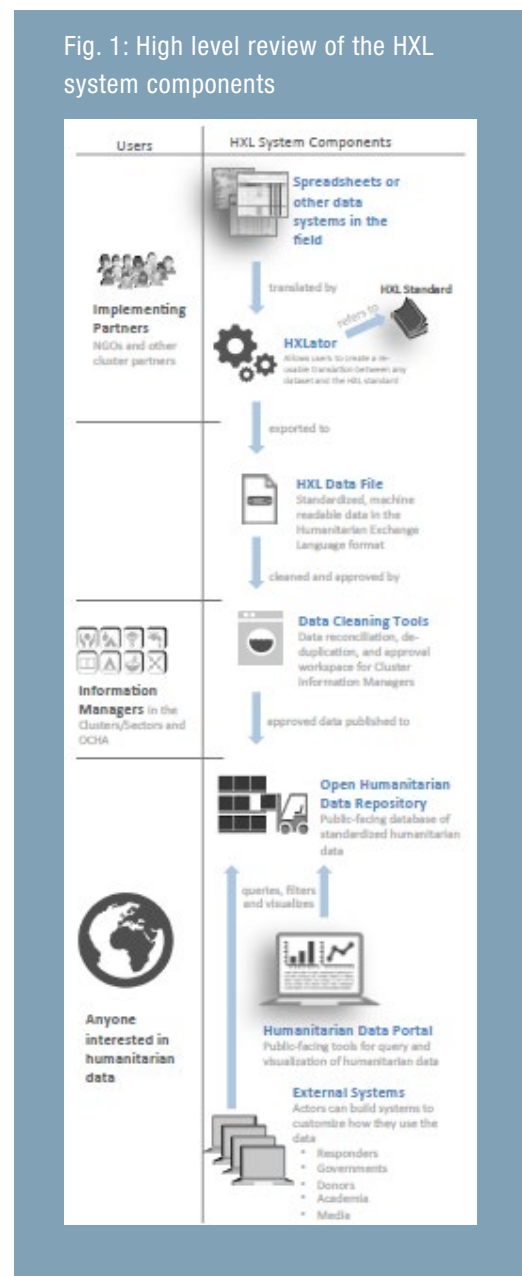 Fig. 1: High level review of the HXL
system components
Users
HXL System Components
Spreadsheets or
other data
systems in the
field
translated by
HXL Standard
refers to
Implementing
Partners
NGOs and other
cluster partners
HXLator
Allows users to create a re-
usable translation between any
dataset and the HXL standard
exported to
HXL Data File
Standardized, machine
readable data in the
Humanitarian Exchange
Language format
cleaned and approved by
Data Cleaning Tools
Data reconciliation, de-
duplication, and approval
workspace for Cluster
Information Managers
Information
Managers in the
Clusters/Sectors and
OCHA
approved data published to
Open Humanitarian
Data Repository
Public-facing database of
standardized humanitarian
data
queries, filters
and visualizes
Anyone
interested in
humanitarian
data
Humanitarian Data Portal
Public-facing tools for query and
visualization of humanitarian data
External Systems
Actors can build systems to
customize how they use the
data
• Responders
• Governments
• Donors
• Academia
• Media